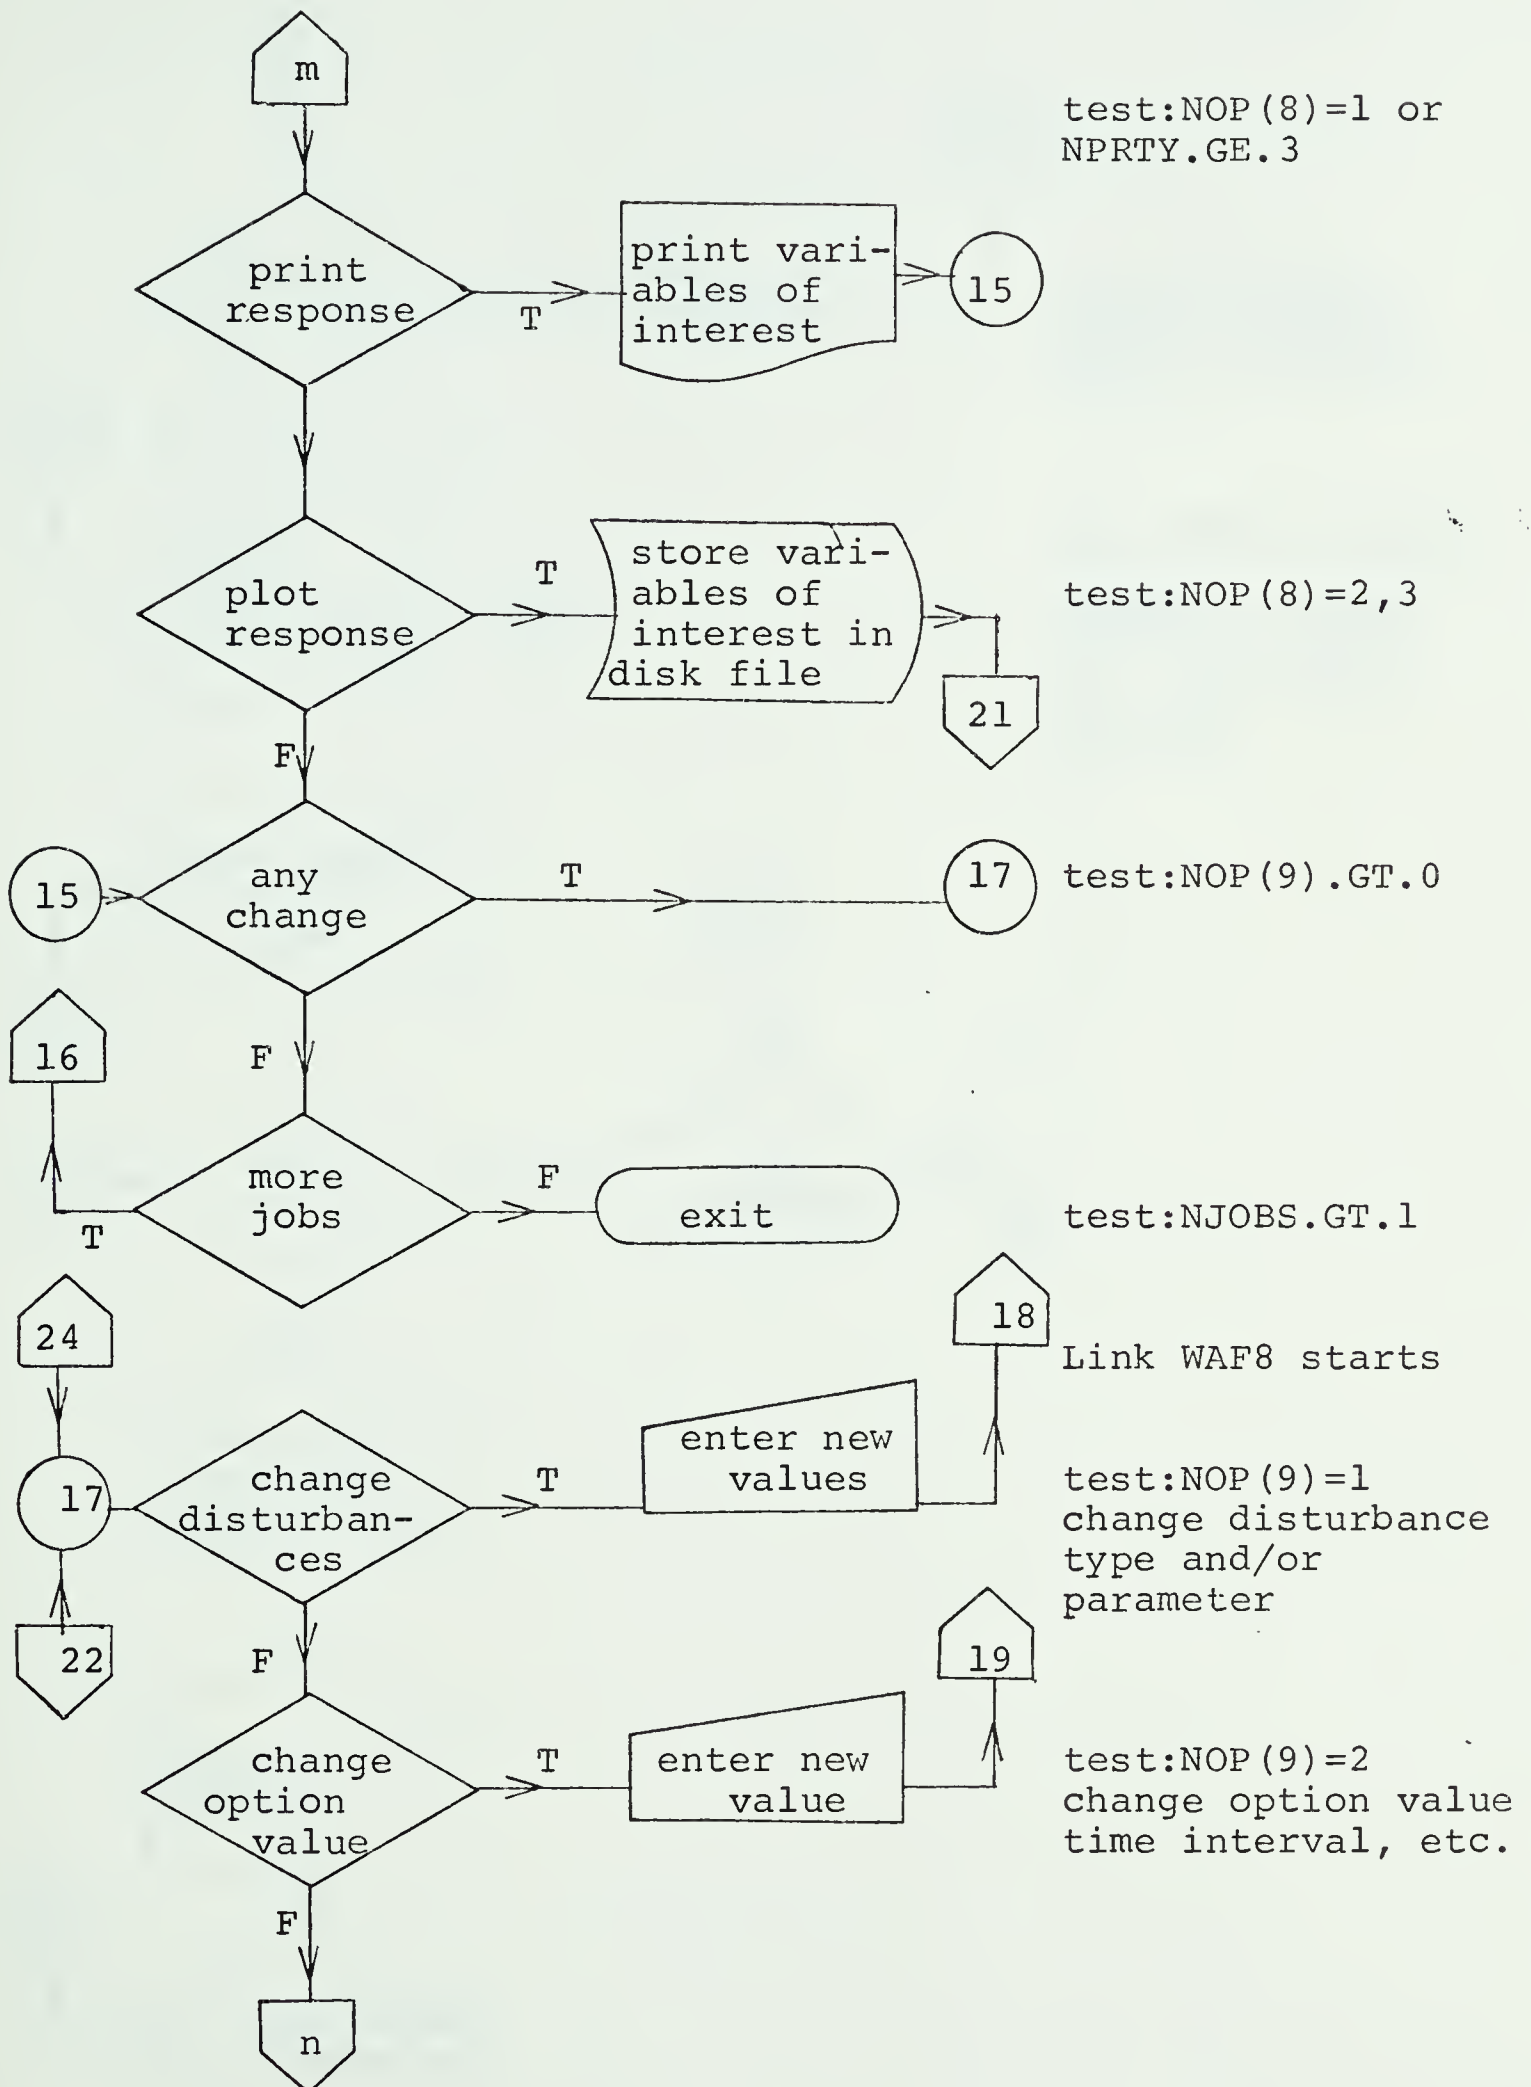 m
test:NOP(8)=1 or
NPRTY.GE.3
print
response
T
print vari-
ables of
interest
15
plot
response
T
store vari-
ables of
interest in
disk file
test:NOP(8)=2,3
21
F
15
any
change
T
17
test:NOP(9).GT.0
16
F
more
jobs
T
F
exit
test:NJOBS.GT.1
24
18
Link WAF8 starts
17
change
disturban-
ces
T
enter new
values
test:NOP(9)=1
change disturbance
type and/or
parameter
22
F
19
change
option
value
T
enter new
value
test:NOP(9)=2
change option value
time interval, etc.
F
n